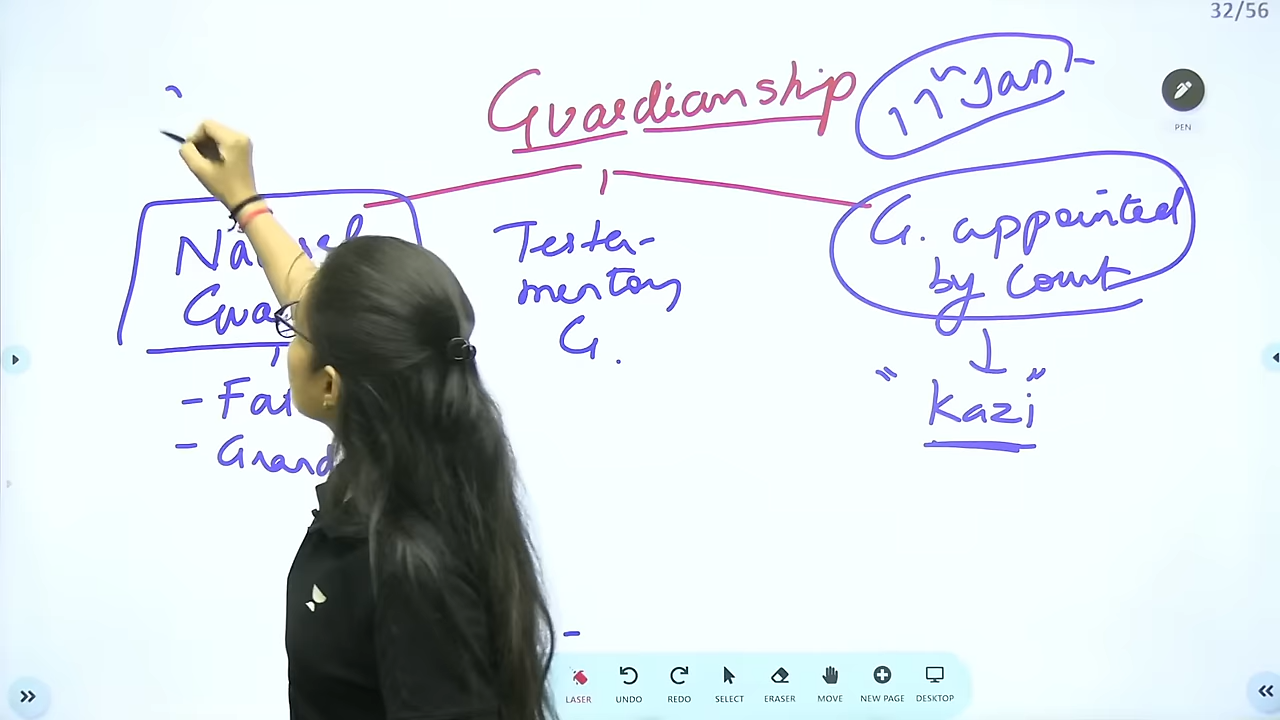 32/56
Guardianship
17th Jan
PEN
Testa-
mentary
G.
G. appointed
by Court
"Kazi"
- Fat
- Grand
LASER
UNDO
REDO
SELECT
ERASER
MOVE
NEW PAGE
DESKTOP